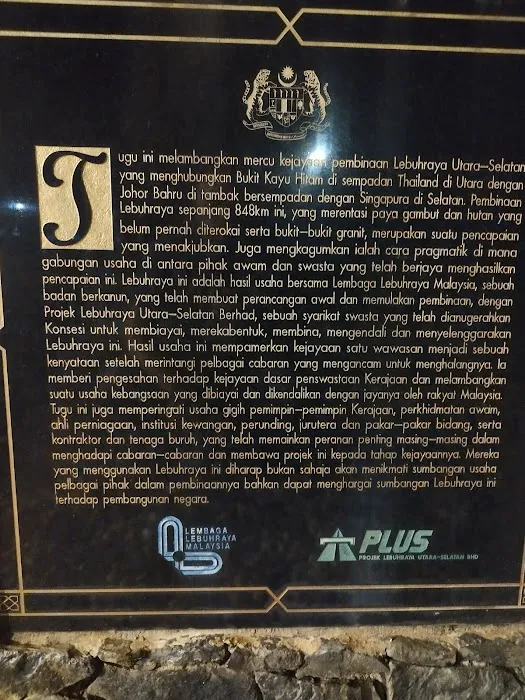 Tugu ini melambangkan mercu kejayaan pembinaan Lebuhraya Utara-Selatan
yang menghubungkan Bukit Kayu Hitam di sempadan Thailand di Utara dengan
Johor Bahru di tambak bersempadan dengan Singapura di Selatan. Pembinaan
Lebuhraya sepanjang 848km ini, yang merentasi paya gambut dan hutan yang
belum pernah diterokai serta bukit-bukit granit, merupakan suatu pencapaian
yang menakjubkan. Juga mengkagumkan ialah cara pragmatik di mana
gabungan usaha di antara pihak awam dan swasta yang telah berjaya menghasilkan
pencapaian ini. Lebuhraya ini adalah hasil usaha bersama Lembaga Lebuhraya Malaysia, sebuah
badan berkanun, yang telah membuat perancangan awal dan memulakan pembinaan, dengan
Projek Lebuhraya Utara-Selatan Berhad, sebuah syarikat swasta yang telah dianugerahkan
Konsesi untuk membiayai, merekabentuk, membina, mengendali dan menyelenggarakan
Lebuhraya ini. Hasil usaha ini mempamerkan kejayaan satu wawasan menjadi sebuah
kenyataan setelah merintangi pelbagai cabaran yang mengancam untuk menghalangnya. Ia
memberi pengesahan terhadap kejayaan dasar penswastaan Kerajaan dan melambangkan
suatu usaha kebangsaan yang dibiayai dan dikendalikan dengan jayanya oleh rakyat Malaysia.
Tugu ini juga memperingati usaha gigih pemimpin-pemimpin Kerajaan, perkhidmatan awam,
ahli perniagaan, institusi kewangan, perunding, jurutera dan pakar-pakar bidang, serta
kontraktor dan tenaga buruh, yang telah memainkan peranan penting masing-masing dalam
menghadapi cabaran-cabaran dan membawa projek ini kepada tahap kejayaannya. Mereka
yang menggunakan Lebuhraya ini diharap bukan sahaja akan menikmati sumbangan usaha
pelbagai pihak dalam pembinaannya bahkan dapat menghargai sumbangan Lebuhraya ini
terhadap pembangunan negara.
LEMBAGA
LEBUHRAYA
MALAYSIA
PLUS
PROJEK LEBUHRAYA UTARA-SELATAN BHD